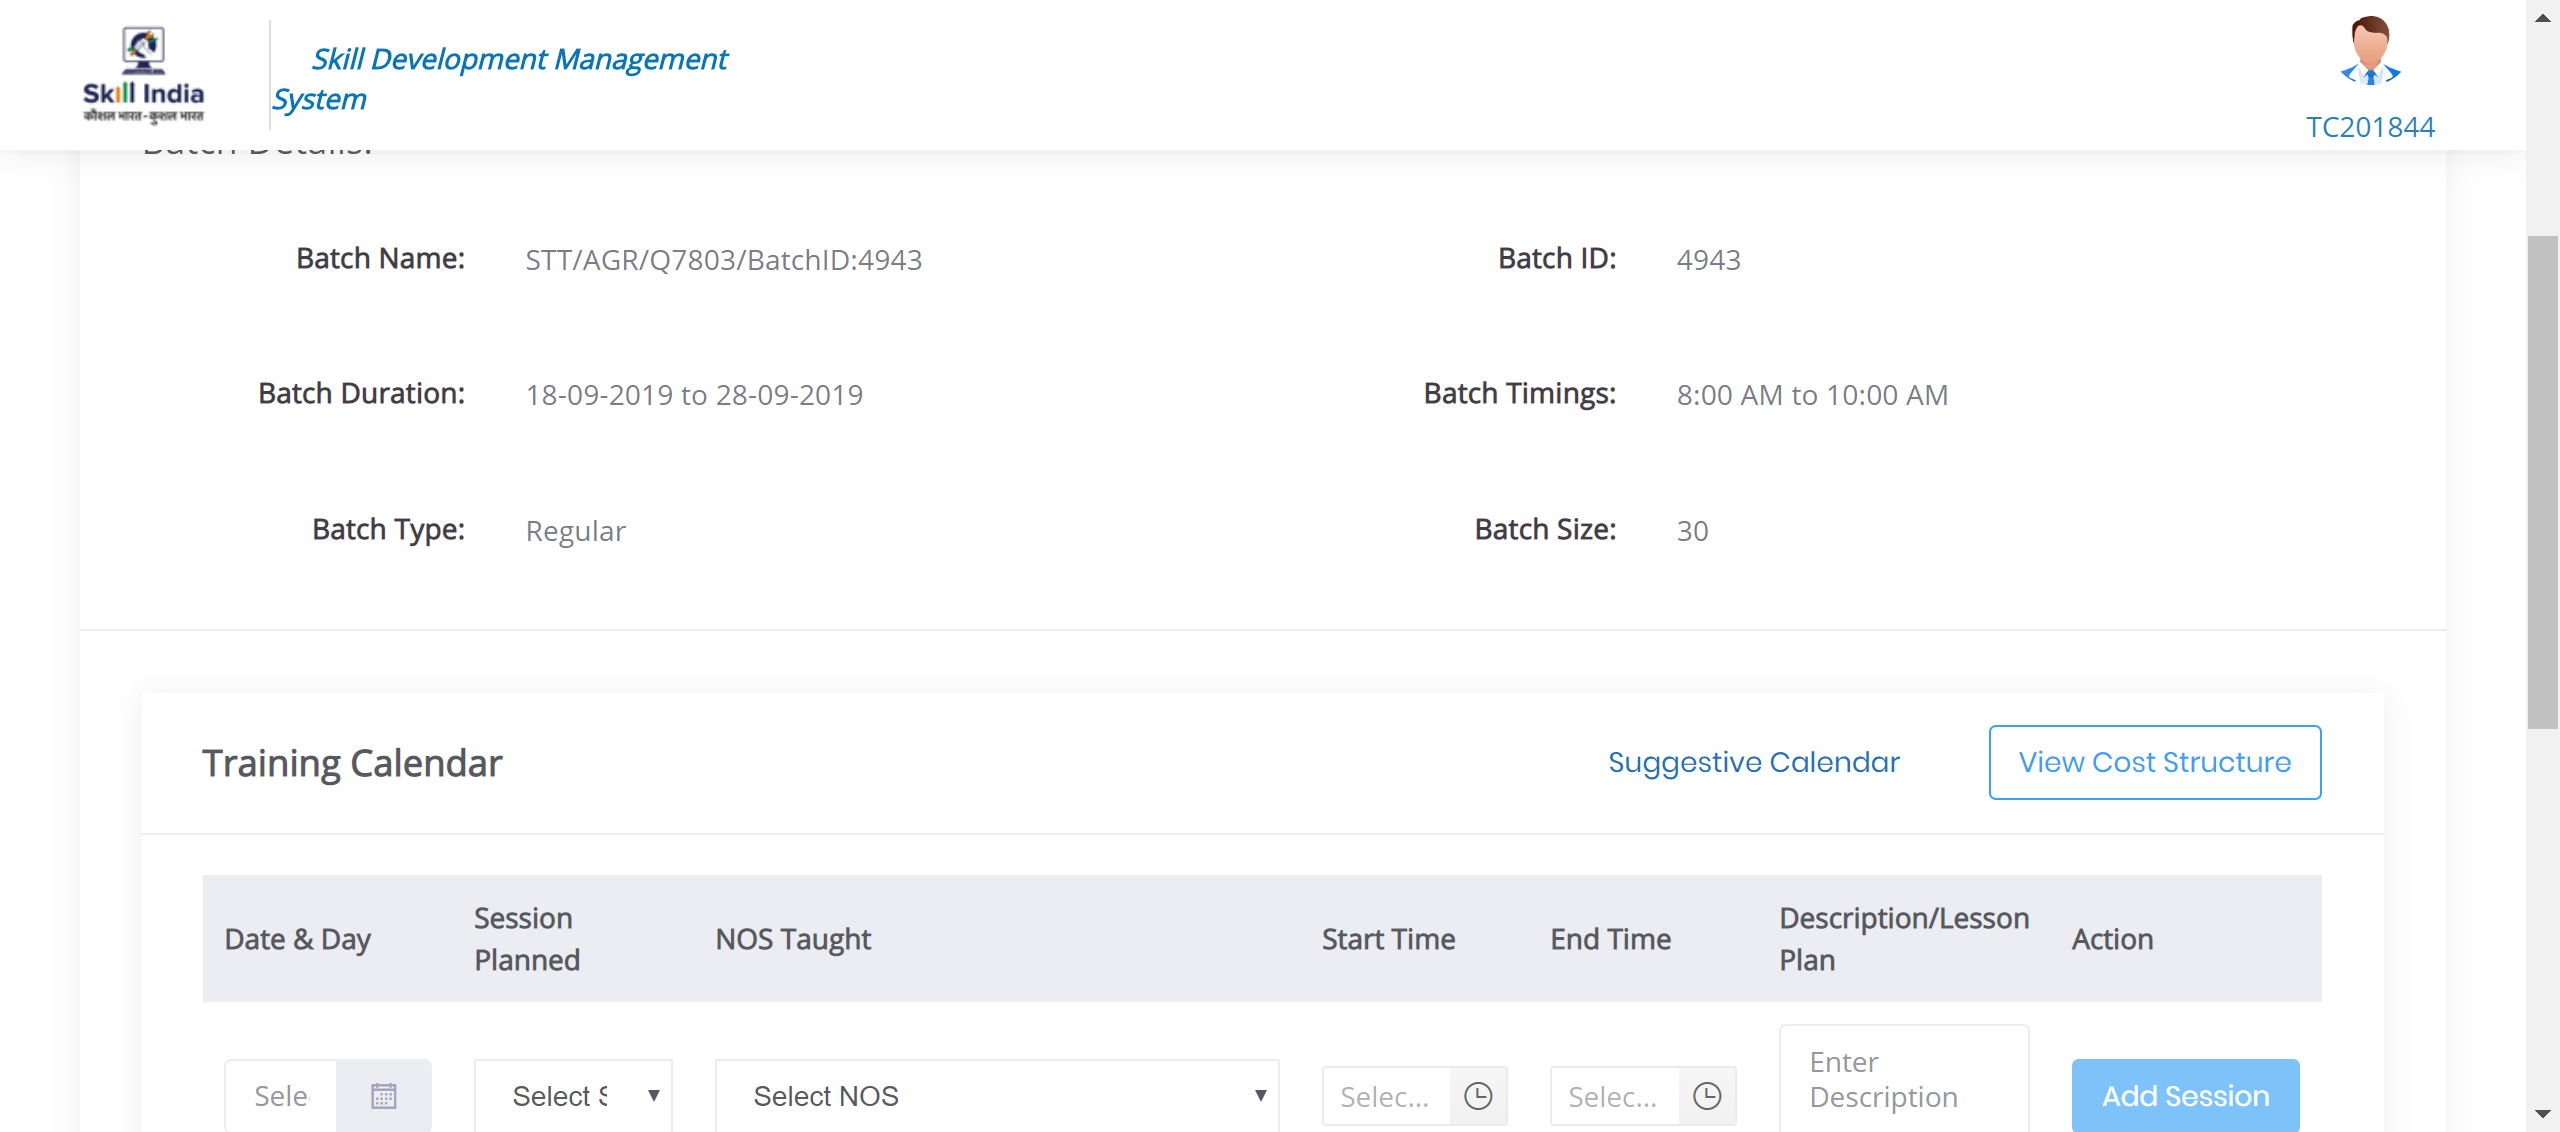 Skill India
कौशल भारत-कुशल भारत
Skill Development Management
System
TC201844
Batch Details:
Batch Name: STT/AGR/Q7803/BatchID:4943 Batch ID: 4943
Batch Duration: 18-09-2019 to 28-09-2019 Batch Timings: 8:00 AM to 10:00 AM
Batch Type: Regular Batch Size: 30
Training Calendar Suggestive Calendar View Cost Structure
Date & Day Session Planned NOS Taught Start Time End Time Description/Lesson Plan Action
Sele Select S Select NOS Selec... Selec... Enter Description Add Session